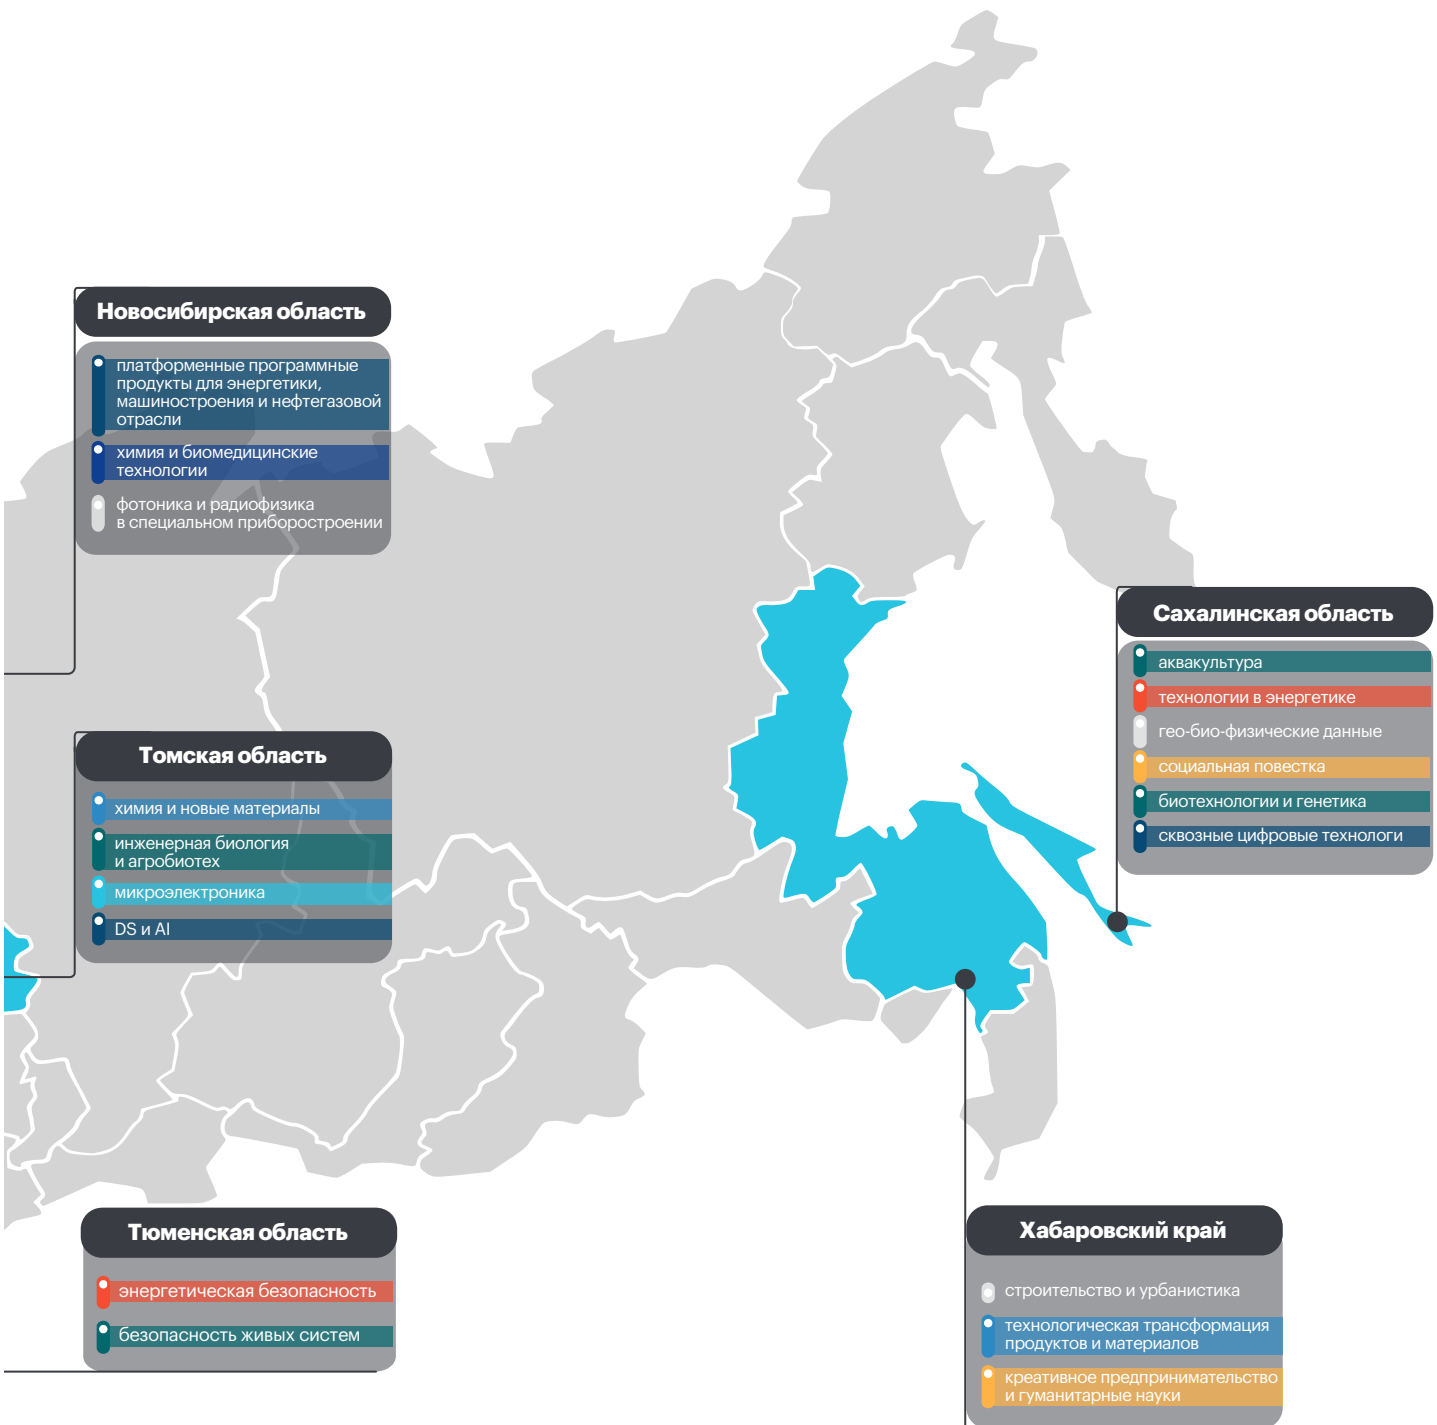 Новосибирская область
платформенные программные
продукты для энергетики,
машиностроения и нефтегазовой
отрасли
химия и биомедицинские
технологии
фотоника и радиофизика
в специальном приборостроении
Сахалинская область
аквакультура
технологии в энергетике
гео-био-физические данные
социальная повестка
биотехнологии и генетика
сквозные цифровые технологи
Томская область
химия и новые материалы
инженерная биология
и агробиотех
микроэлектроника
DS и AI
Тюменская область
энергетическая безопасность
безопасность живых систем
Хабаровский край
строительство и урбанистика
технологическая трансформация
продуктов и материалов
креативное предпринимательство
и гуманитарные науки